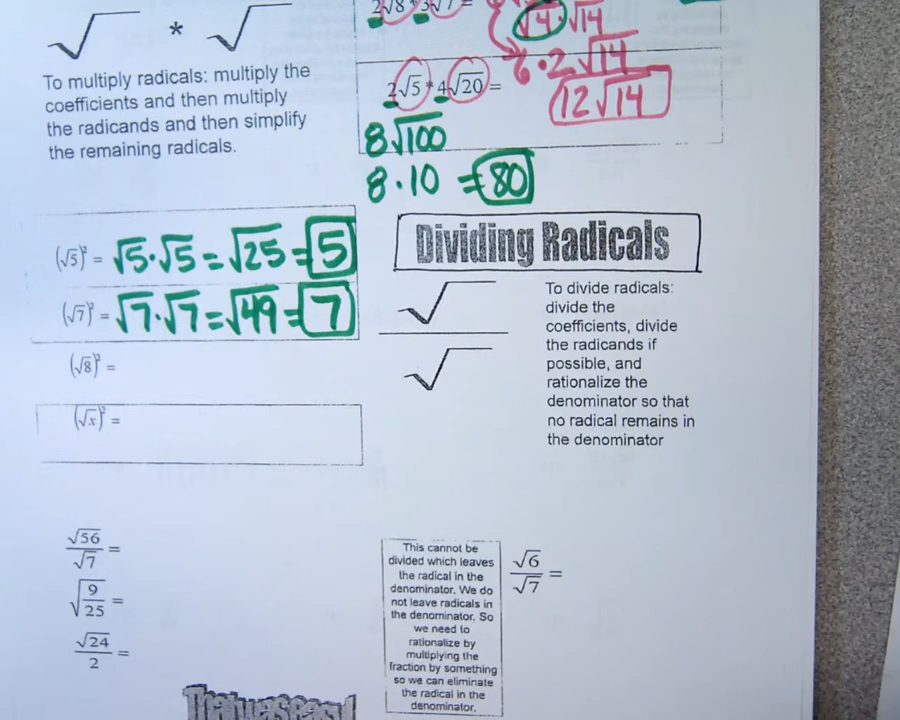 2√8 * 3√7 =
√4 · √14
6 · 2√14
12√14
√ * √
To multiply radicals: multiply the
coefficients and then multiply
the radicands and then simplify
the remaining radicals.
2√5 * 4√20 =
8√100
8 · 10 = 80
(√5)² = √5 · √5 = √25 = 5
(√7)² = √7 · √7 = √49 = 7
(√8)² =
(√x)² =
Dividing Radicals
√
√
To divide radicals:
divide the
coefficients, divide
the radicands if
possible, and
rationalize the
denominator so that
no radical remains in
the denominator
√56/√7 =
√(9/25) =
√24/2 =
This cannot be
divided which leaves
the radical in the
denominator. We do
not leave radicals in
the denominator. So
we need to
rationalize by
multiplying the
fraction by something
so we can eliminate
the radical in the
denominator.
√6/√7 =
That was easy!